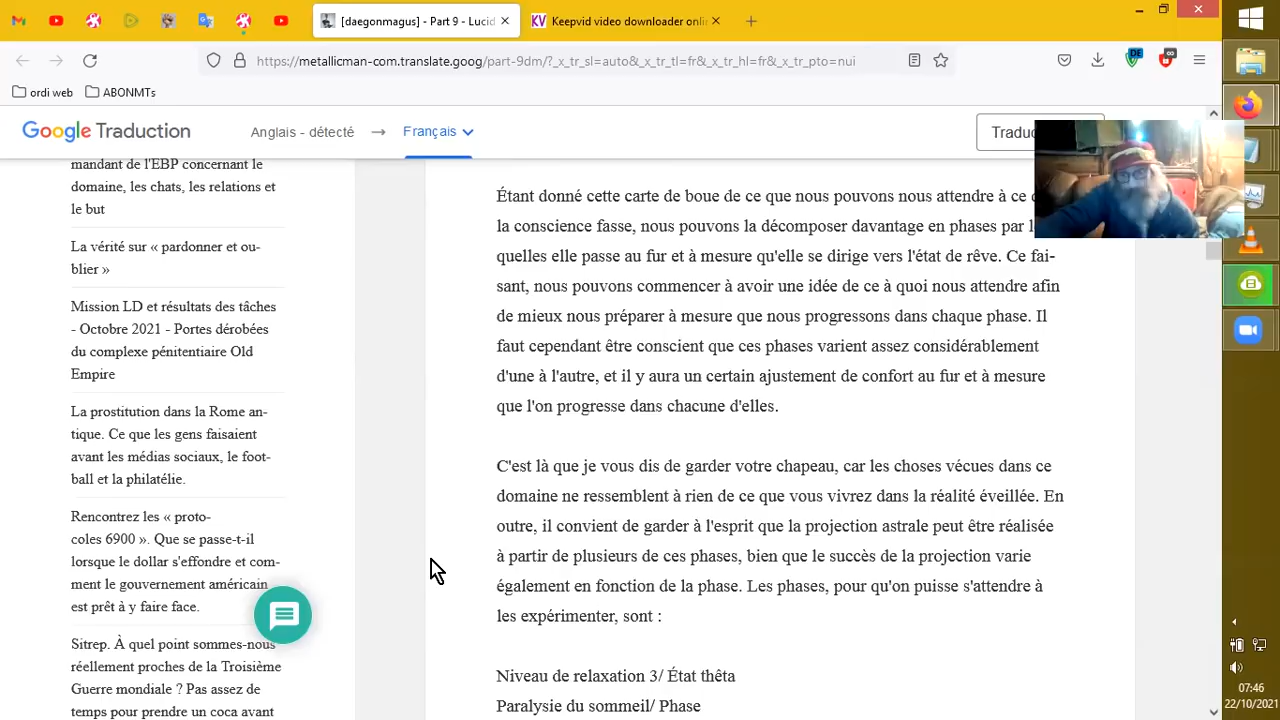 [daegonmagus] - Part 9 - Lucid
Keepvid video downloader onli
DE
https://metallicman-com.translate.goog/part-9dm/?_x_tr_sl=auto&_x_tr_tl=fr&_x_tr_hl=fr&_x_tr_pto=nui
ordi web
ABONMTs
Google Traduction
Anglais - détecté
Français
Traduc
mandant de l'EBP concernant le
domaine, les chats, les relations et
le but
La vérité sur « pardonner et ou-
blier »
Mission LD et résultats des tâches
- Octobre 2021 - Portes dérobées
du complexe pénitentiaire Old
Empire
La prostitution dans la Rome an-
tique. Ce que les gens faisaient
avant les médias sociaux, le foot-
ball et la philatélie.
Rencontrez les « proto-
coles 6900 ». Que se passe-t-il
lorsque le dollar s'effondre et com-
ment le gouvernement américain
est prêt à y faire face.
Sitrep. À quel point sommes-nous
réellement proches de la Troisième
Guerre mondiale ? Pas assez de
temps pour prendre un coca avant
Étant donné cette carte de boue de ce que nous pouvons nous attendre à ce
la conscience fasse, nous pouvons la décomposer davantage en phases par
quelles elle passe au fur et à mesure qu'elle se dirige vers l'état de rêve. Ce fai-
sant, nous pouvons commencer à avoir une idée de ce à quoi nous attendre afin
de mieux nous préparer à mesure que nous progressons dans chaque phase. Il
faut cependant être conscient que ces phases varient assez considérablement
d'une à l'autre, et il y aura un certain ajustement de confort au fur et à mesure
que l'on progresse dans chacune d'elles.
C'est là que je vous dis de garder votre chapeau, car les choses vécues dans ce
domaine ne ressemblent à rien de ce que vous vivrez dans la réalité éveillée. En
outre, il convient de garder à l'esprit que la projection astrale peut être réalisée
à partir de plusieurs de ces phases, bien que le succès de la projection varie
également en fonction de la phase. Les phases, pour qu'on puisse s'attendre à
les expérimenter, sont :
Niveau de relaxation 3/ État thêta
Paralysie du sommeil/ Phase
07:46
22/10/2021